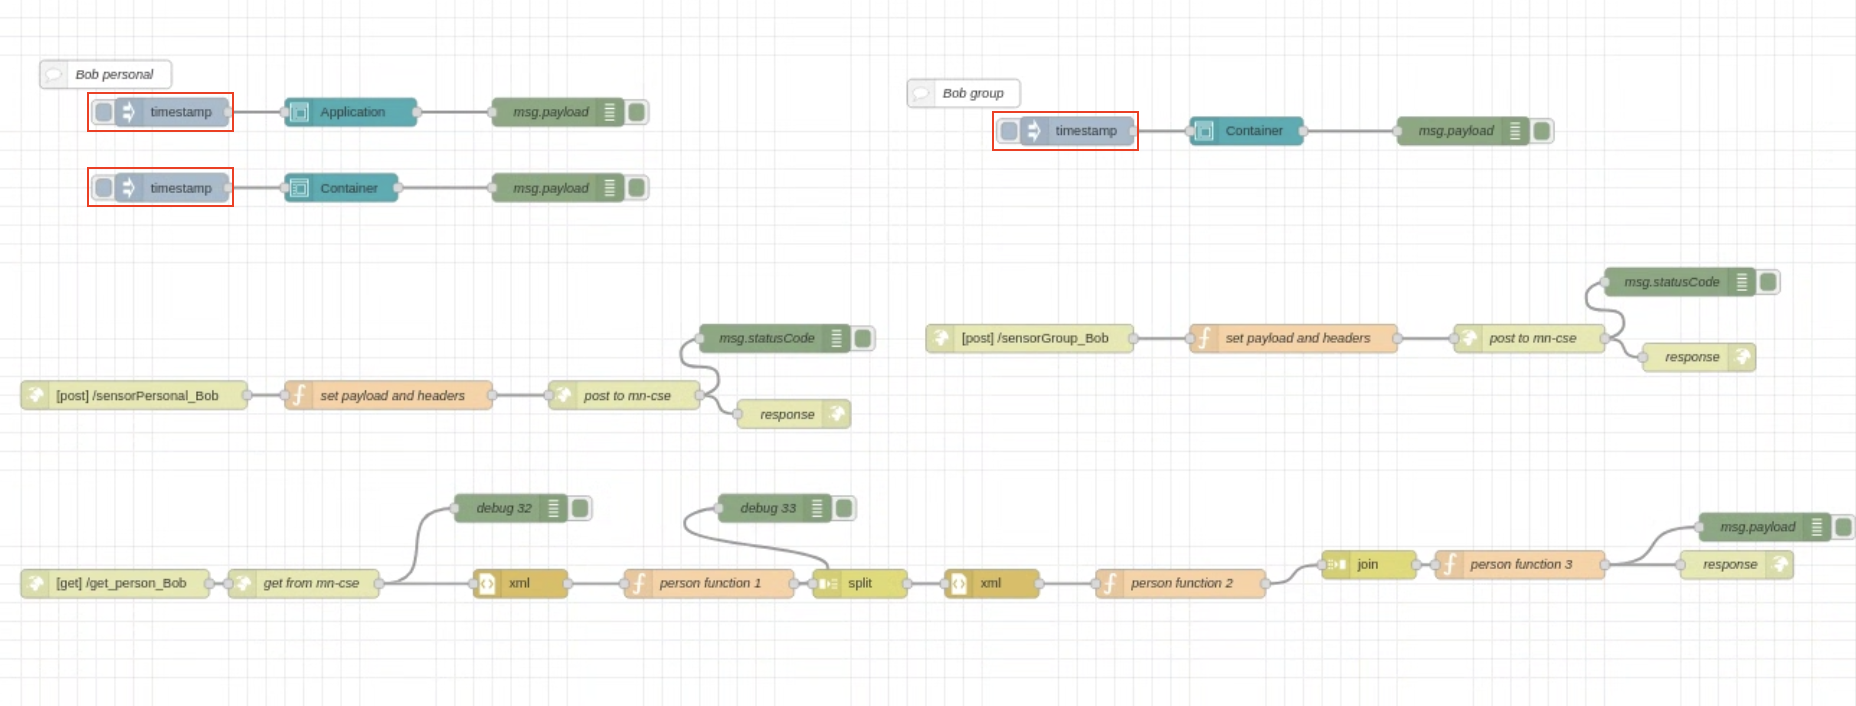 Bob personal
timestamp
Application
msg.payload
timestamp
Container
msg.payload
Bob group
timestamp
Container
msg.payload
msg.statusCode
[post] /sensorPersonal_Bob
set payload and headers
post to mn-cse
response
msg.statusCode
[post] /sensorGroup_Bob
set payload and headers
post to mn-cse
response
debug 32
debug 33
msg.payload
[get] /get_person_Bob
get from mn-cse
xml
person function 1
split
xml
person function 2
join
person function 3
response